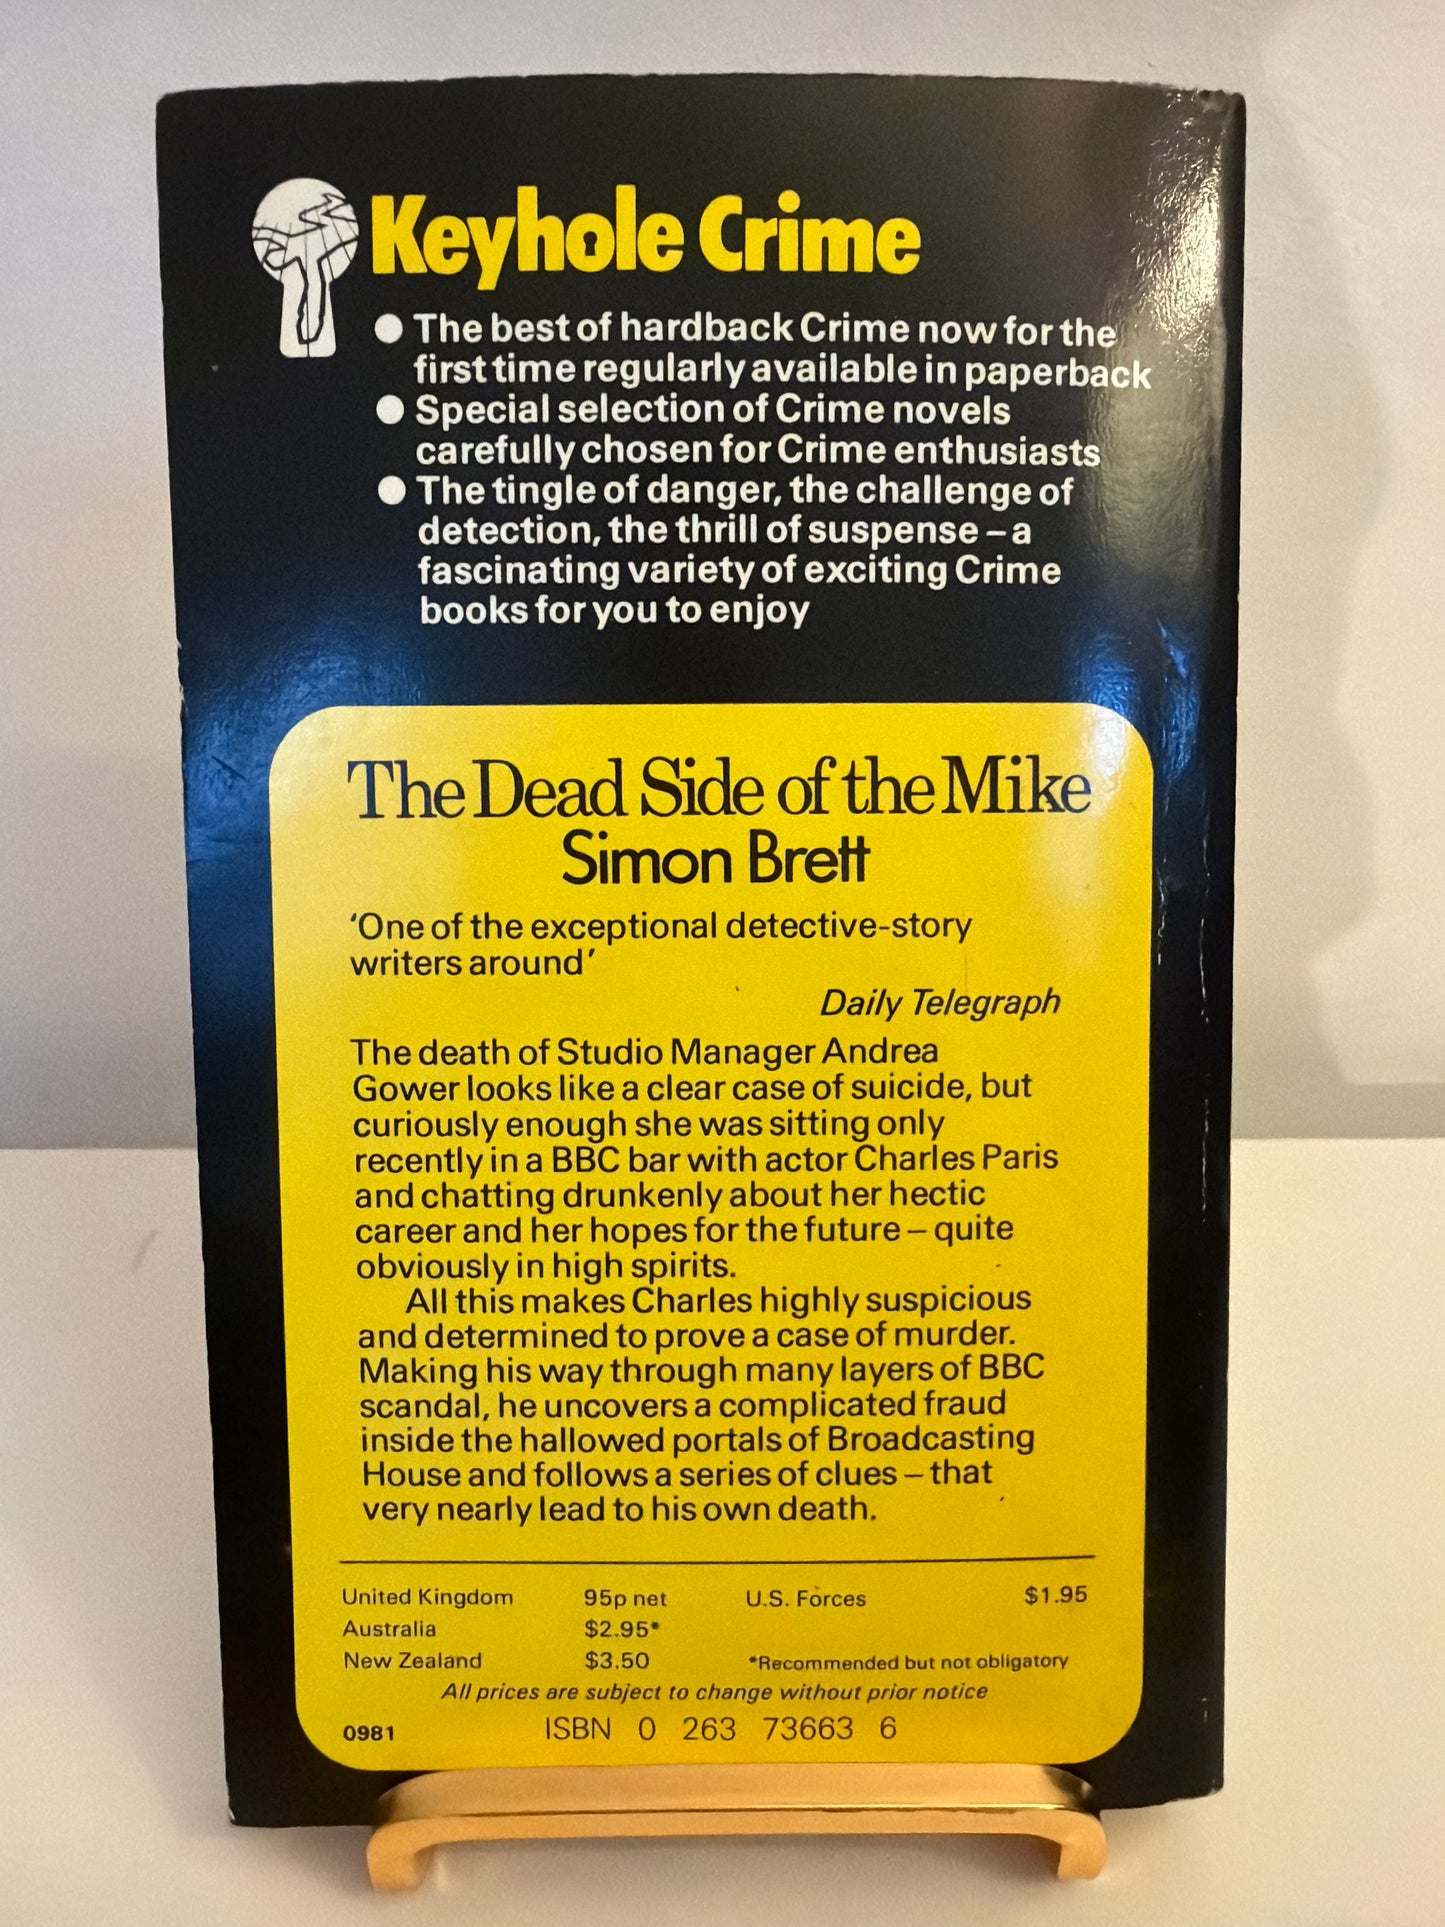 Keyhole Crime
● The best of hardback Crime now for the
first time regularly available in paperback
● Special selection of Crime novels
carefully chosen for Crime enthusiasts
● The tingle of danger, the challenge of
detection, the thrill of suspense – a
fascinating variety of exciting Crime
books for you to enjoy
The Dead Side of the Mike
Simon Brett
‘One of the exceptional detective-story
writers around’
Daily Telegraph
The death of Studio Manager Andrea
Gower looks like a clear case of suicide, but
curiously enough she was sitting only
recently in a BBC bar with actor Charles Paris
and chatting drunkenly about her hectic
career and her hopes for the future – quite
obviously in high spirits.
All this makes Charles highly suspicious
and determined to prove a case of murder.
Making his way through many layers of BBC
scandal, he uncovers a complicated fraud
inside the hallowed portals of Broadcasting
House and follows a series of clues – that
very nearly lead to his own death.
United Kingdom 95p net U.S. Forces $1.95
Australia $2.95*
New Zealand $3.50 *Recommended but not obligatory
All prices are subject to change without prior notice
0981 ISBN 0 263 73663 6